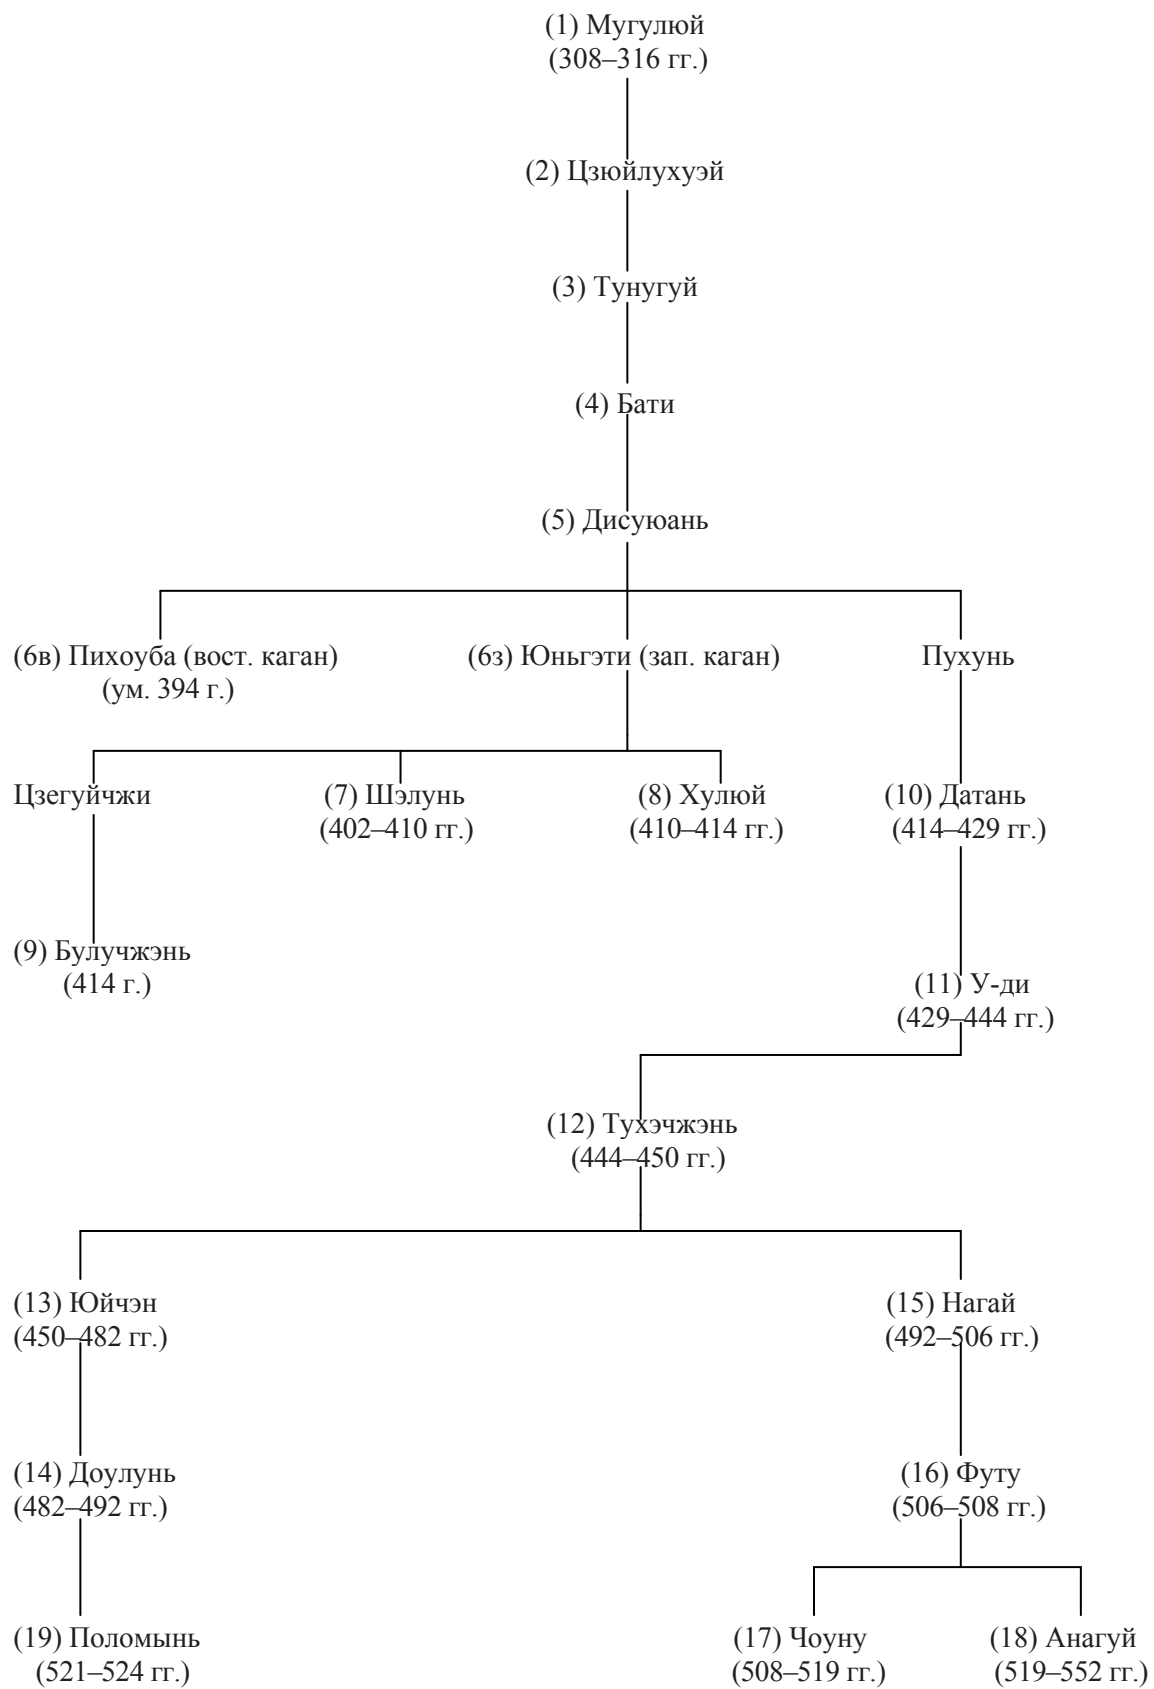 (1) Мугулюй
(308–316 гг.)
(2) Цзюйлухуэй
(3) Тунугуй
(4) Бати
(5) Дисуюань
(6в) Пихоуба (вост. каган)
(ум. 394 г.)
(6з) Юньгэти (зап. каган)
Пухунь
Цзегуйчжи
(7) Шэлунь
(402–410 гг.)
(8) Хулюй
(410–414 гг.)
(10) Датань
(414–429 гг.)
(9) Булучжэнь
(414 г.)
(11) У-ди
(429–444 гг.)
(12) Тухэчжэнь
(444–450 гг.)
(13) Юйчэн
(450–482 гг.)
(15) Нагай
(492–506 гг.)
(14) Доулунь
(482–492 гг.)
(16) Футу
(506–508 гг.)
(19) Поломынь
(521–524 гг.)
(17) Чоуну
(508–519 гг.)
(18) Анагуй
(519–552 гг.)